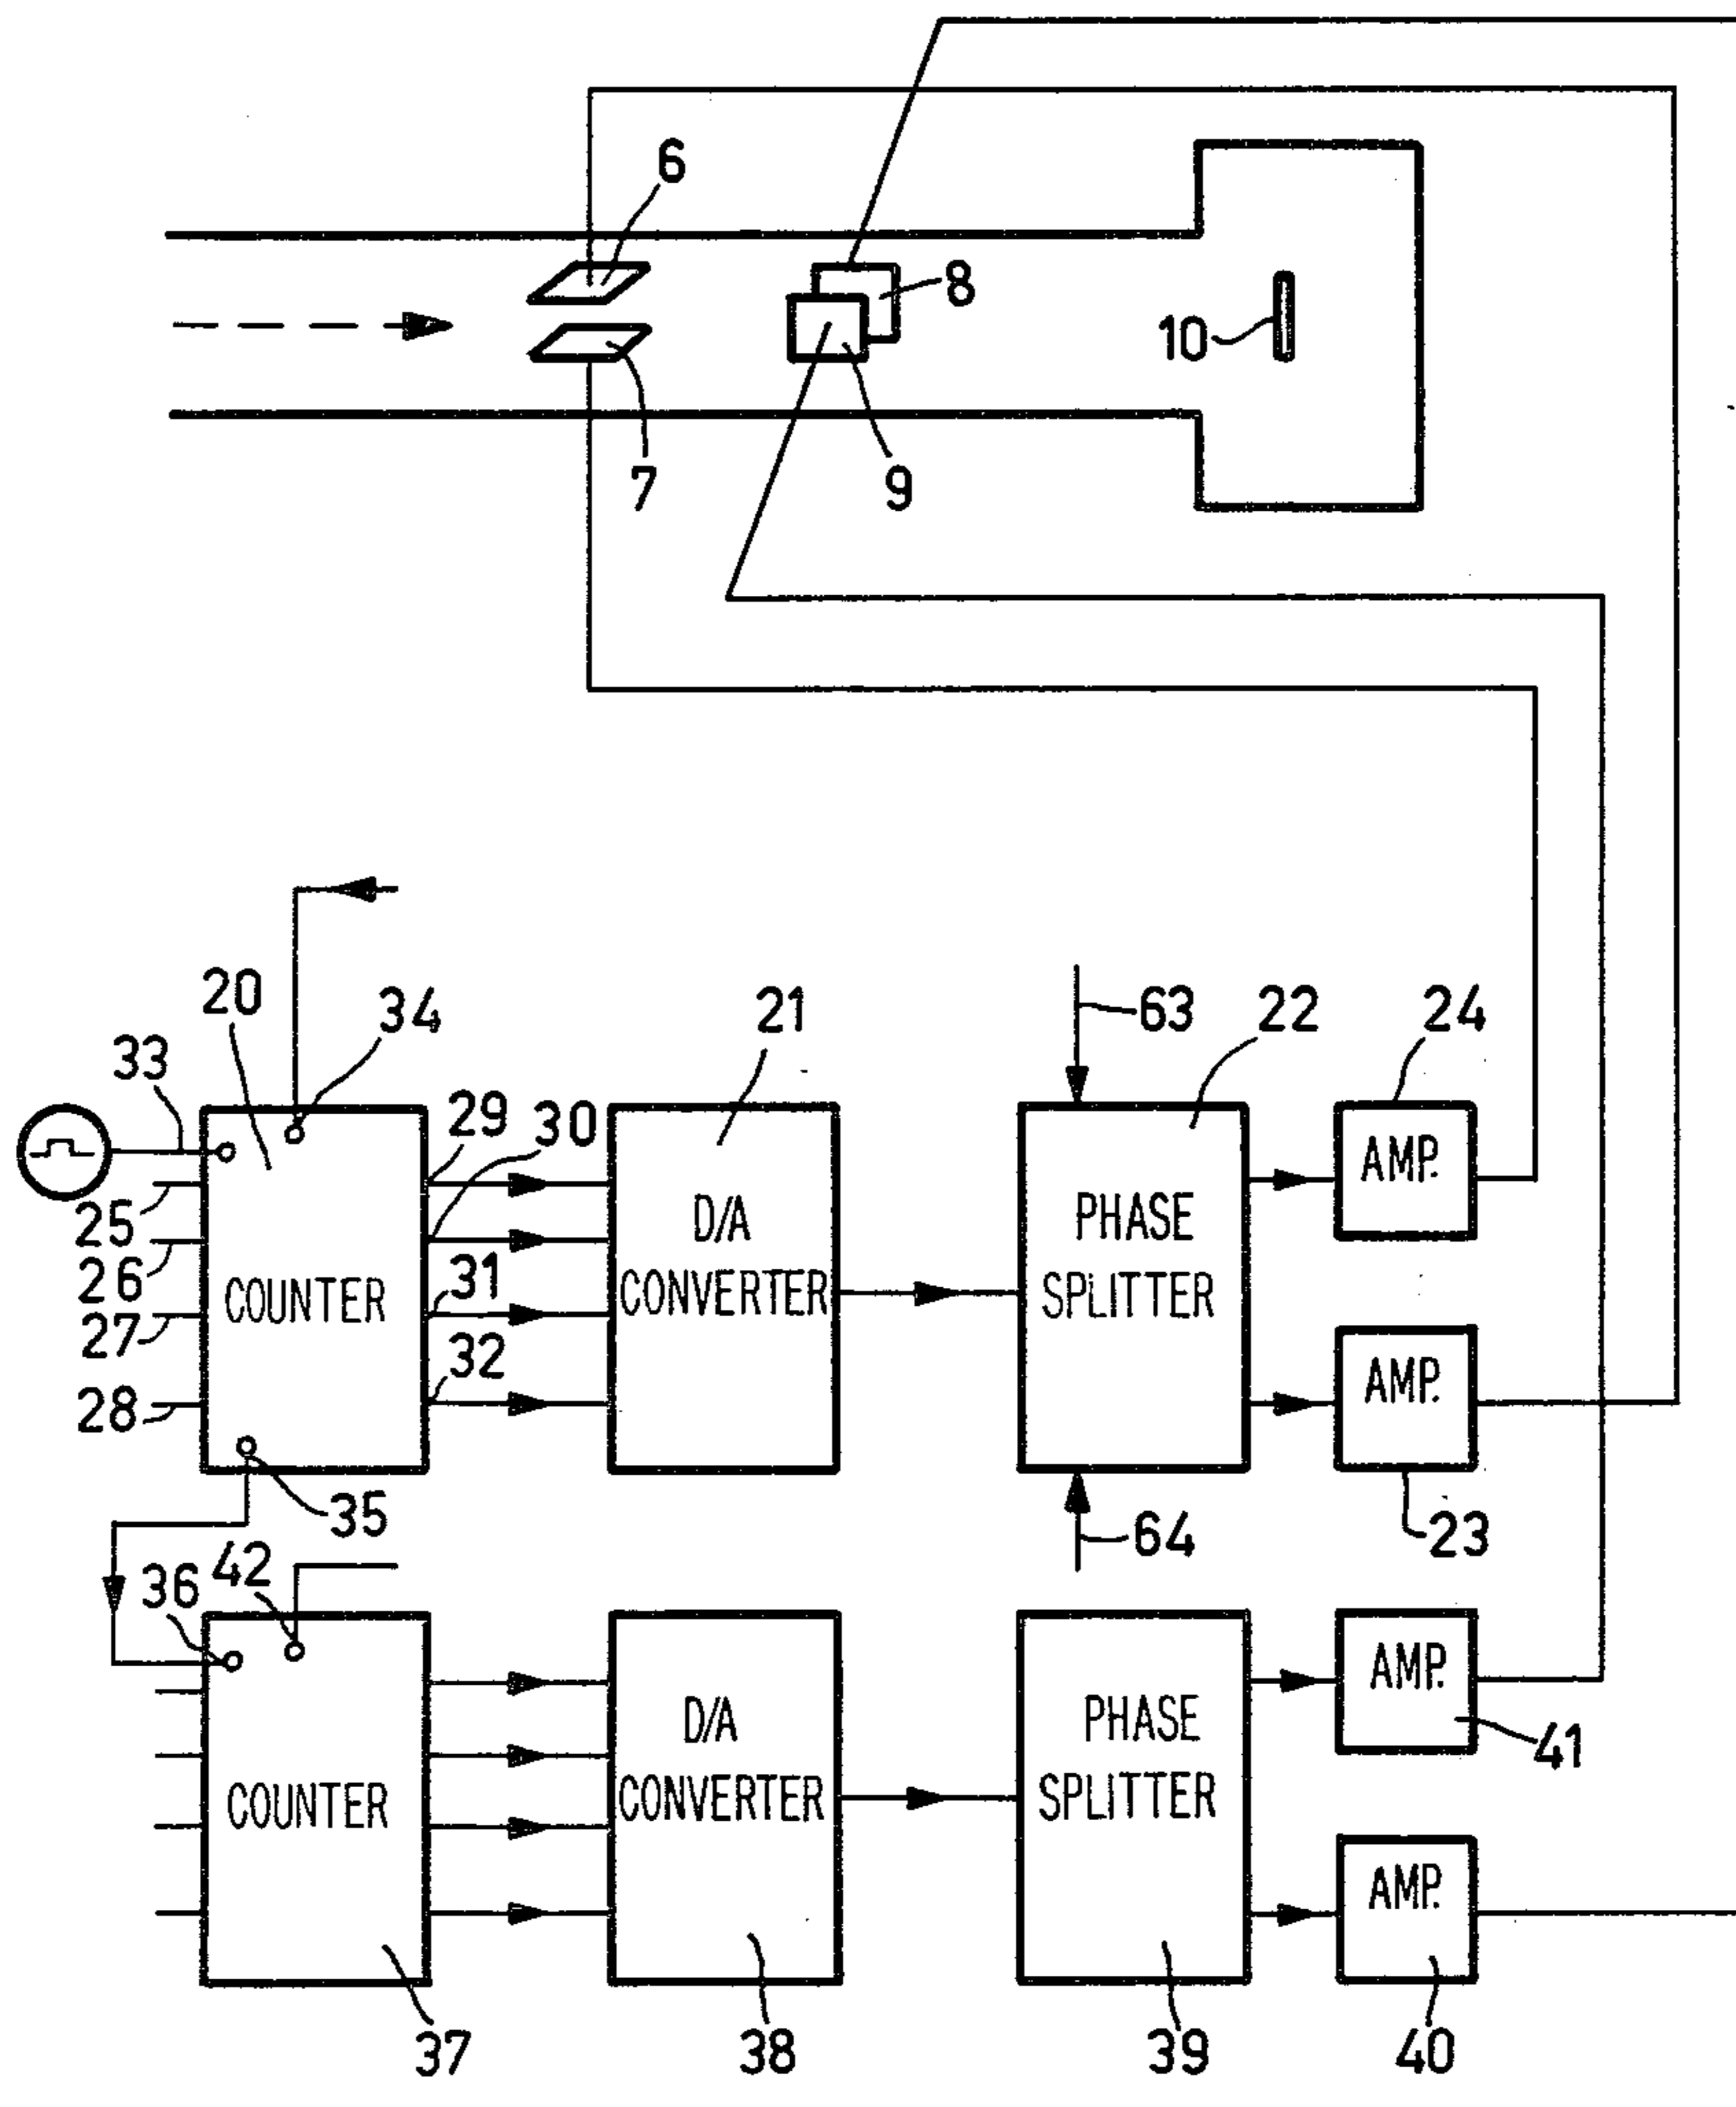 6
8
10
7
9
20
34
21
63
22
24
33
29
30
25
26
27
28
31
32
COUNTER
D/A
CONVERTER
PHASE
SPLITTER
AMP.
AMP.
35
64
23
36
42
COUNTER
D/A
CONVERTER
PHASE
SPLITTER
AMP.
41
AMP.
37
38
39
40